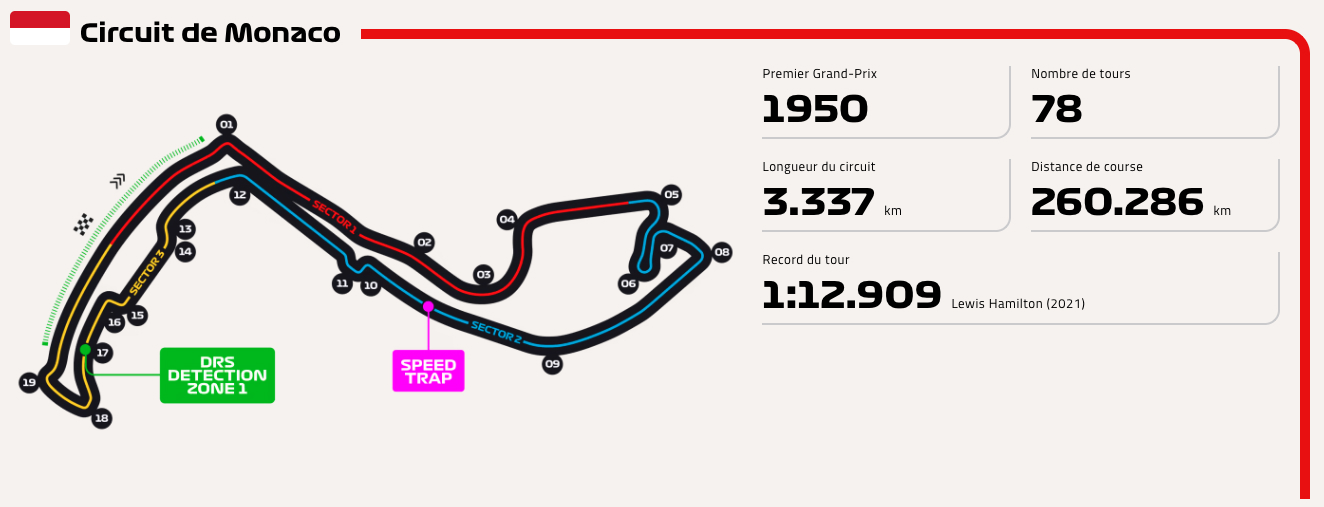 Circuit de Monaco
Premier Grand-Prix
1950
Nombre de tours
78
Longueur du circuit
3.337 km
Distance de course
260.286 km
Record du tour
1:12.909 Lewis Hamilton (2021)
01
12
13
14
SECTOR 1
02
04
03
05
07
08
06
11
10
SECTOR 3
16
15
17
19
18
SECTOR 2
09
DRS
DETECTION
ZONE 1
SPEED
TRAP